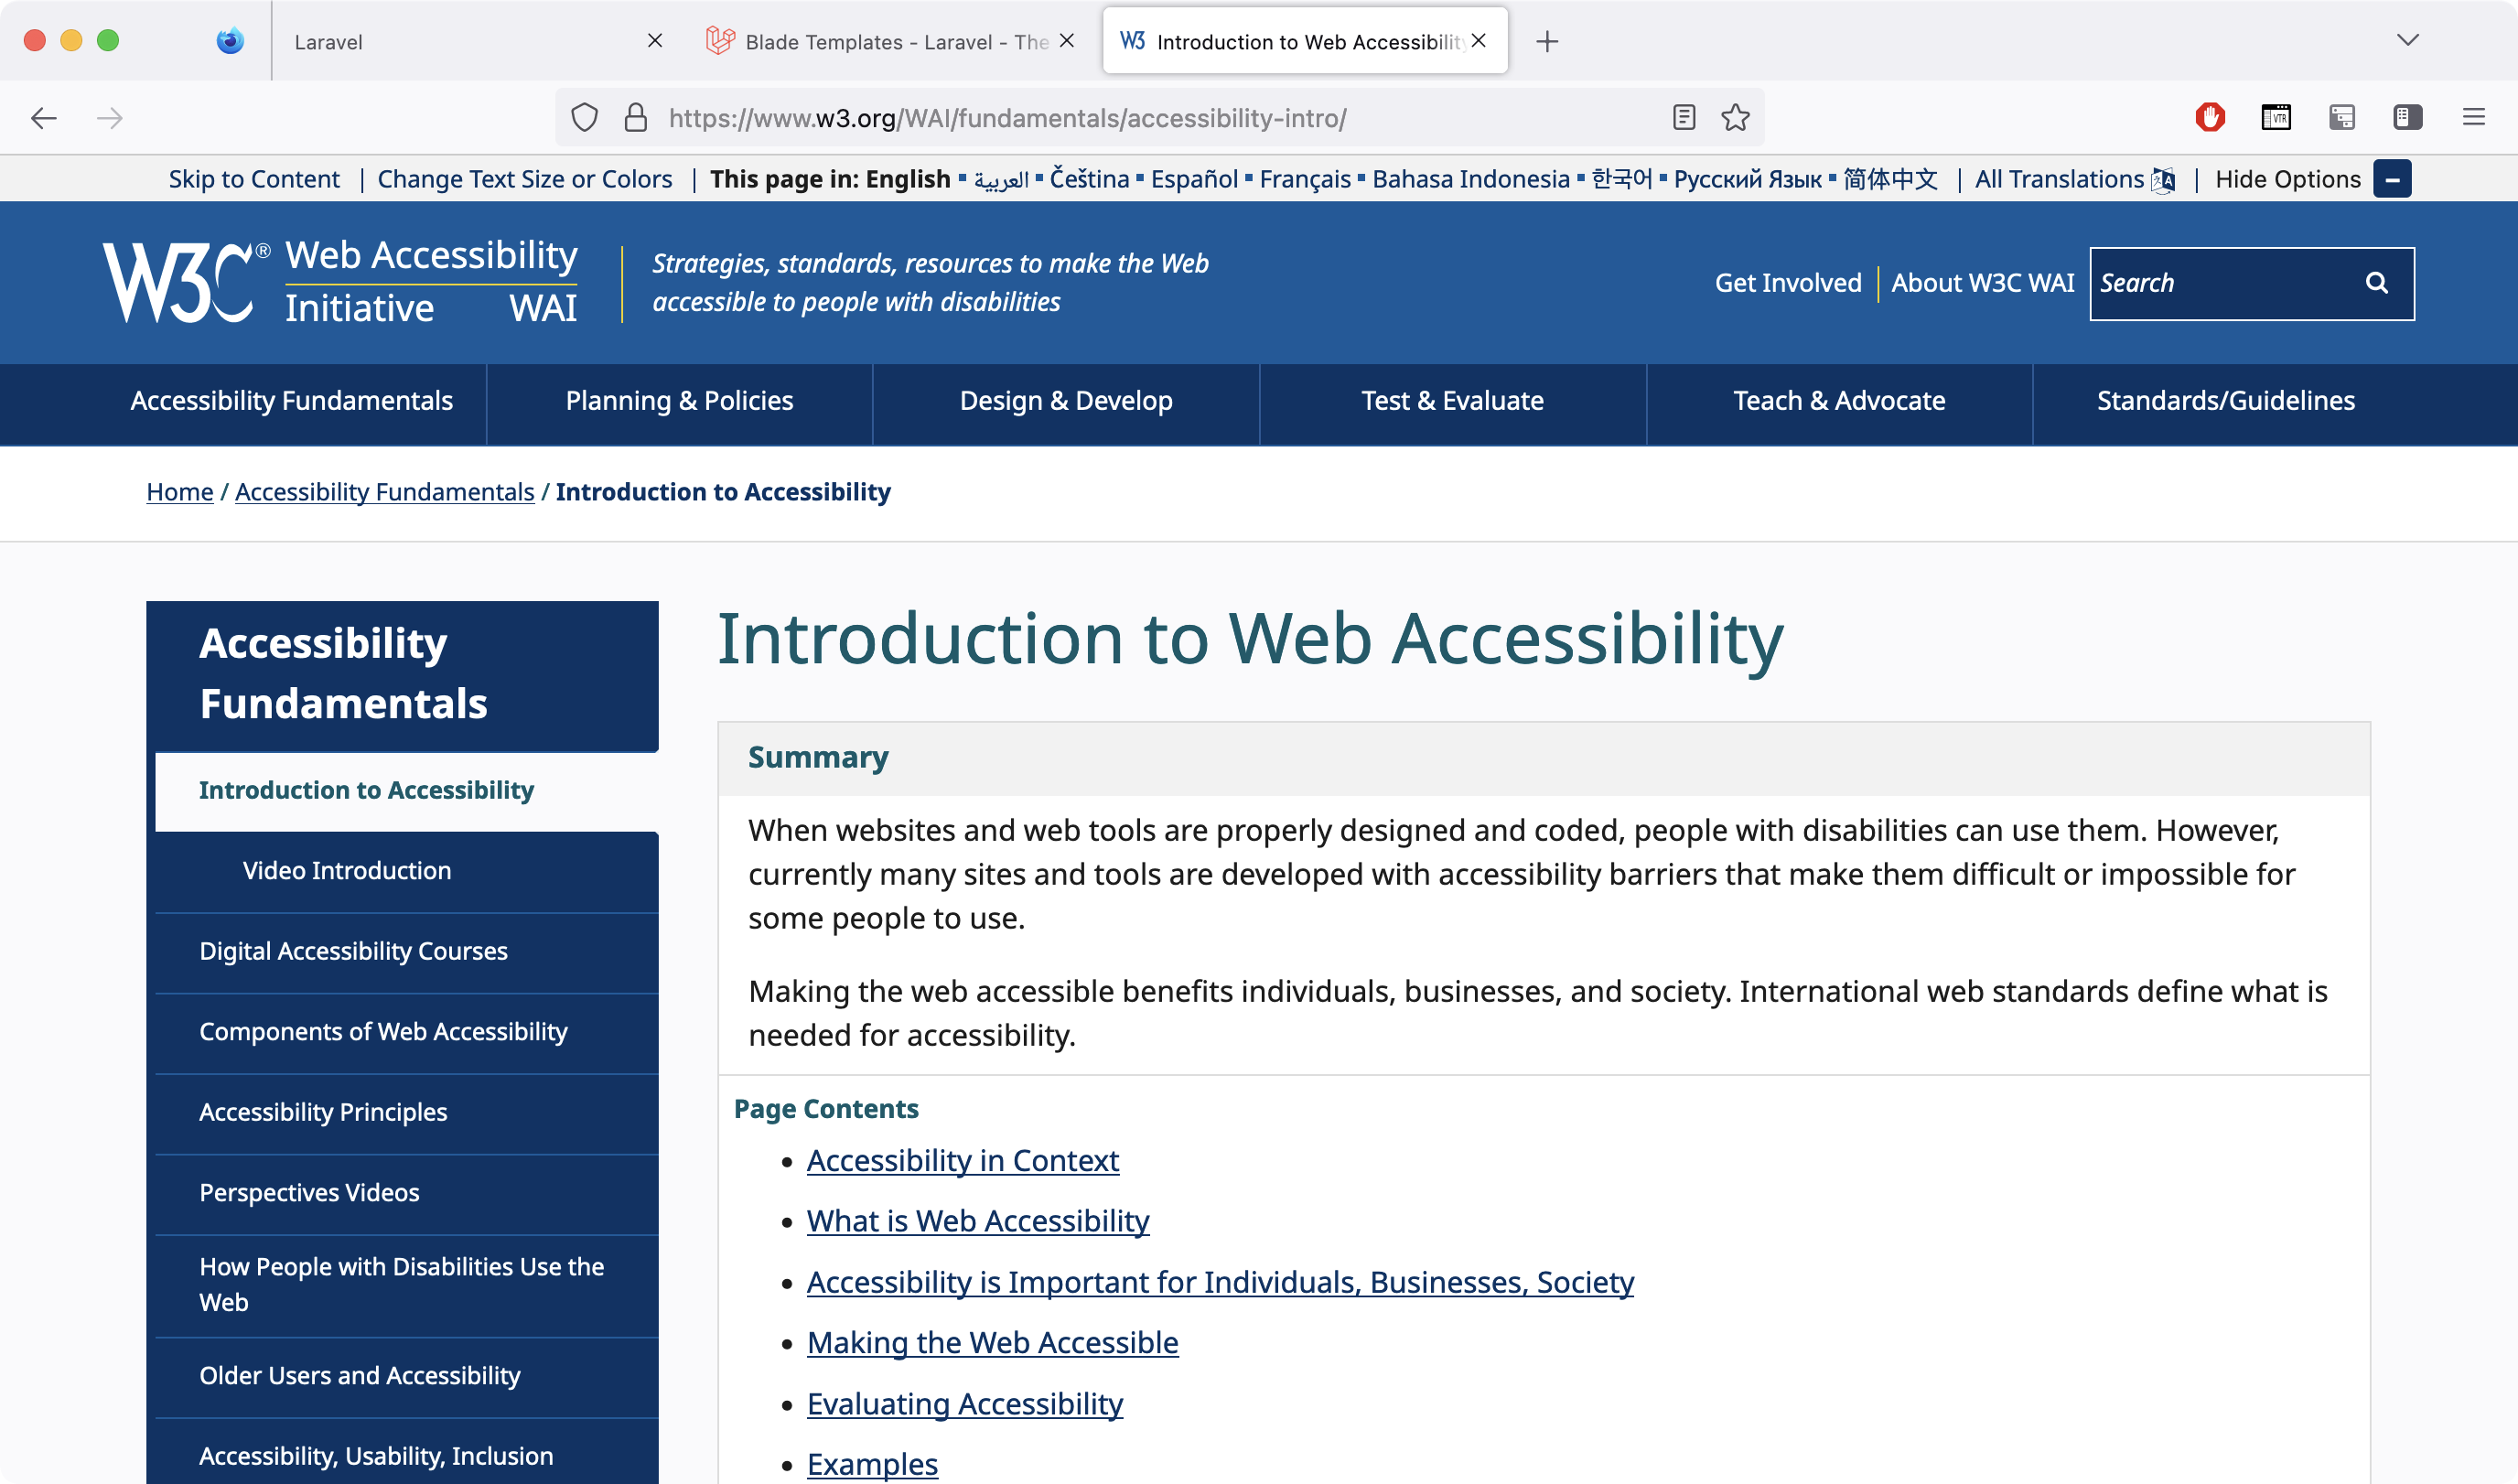 Laravel
Blade Templates - Laravel - The
Introduction to Web Accessibility
https://www.w3.org/WAI/fundamentals/accessibility-intro/
VTR
Skip to Content | Change Text Size or Colors | This page in: English ▪ العربية ▪ Čeština ▪ Español ▪ Français ▪ Bahasa Indonesia ▪ 한국어 ▪ Русский Язык ▪ 简体中文 | All Translations | Hide Options
W3C® Web Accessibility
Initiative WAI
Strategies, standards, resources to make the Web
accessible to people with disabilities
Get Involved
About W3C WAI
Search
Accessibility Fundamentals
Planning & Policies
Design & Develop
Test & Evaluate
Teach & Advocate
Standards/Guidelines
Home / Accessibility Fundamentals / Introduction to Accessibility
Accessibility
Fundamentals
Introduction to Accessibility
Video Introduction
Digital Accessibility Courses
Components of Web Accessibility
Accessibility Principles
Perspectives Videos
How People with Disabilities Use the
Web
Older Users and Accessibility
Accessibility, Usability, Inclusion
Introduction to Web Accessibility
Summary
When websites and web tools are properly designed and coded, people with disabilities can use them. However,
currently many sites and tools are developed with accessibility barriers that make them difficult or impossible for
some people to use.
Making the web accessible benefits individuals, businesses, and society. International web standards define what is
needed for accessibility.
Page Contents
• Accessibility in Context
• What is Web Accessibility
• Accessibility is Important for Individuals, Businesses, Society
• Making the Web Accessible
• Evaluating Accessibility
• Examples